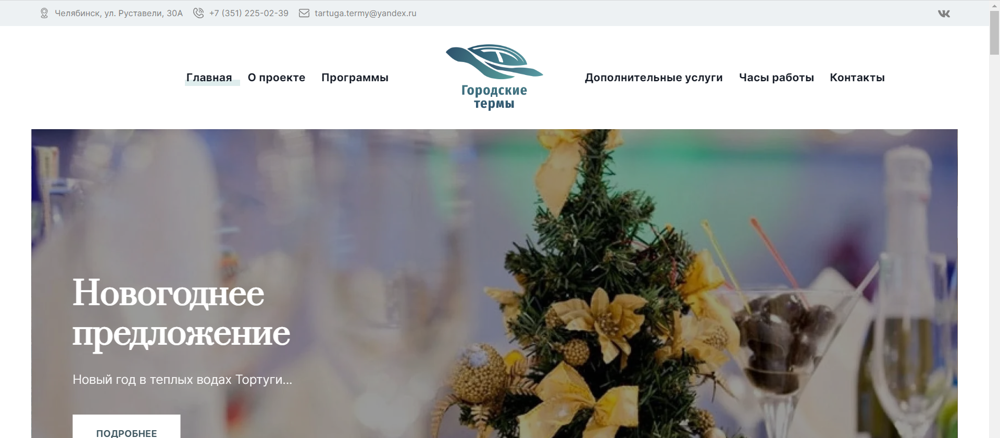 Челябинск, ул. Руставели, 30А +7 (351) 225-02-39 tartuga.termy@yandex.ru
Главная О проекте Программы
Городские
термы
Дополнительные услуги Часы работы Контакты
Новогоднее
предложение
Новый год в теплых водах Тортуги...
ПОДРОБНЕЕ